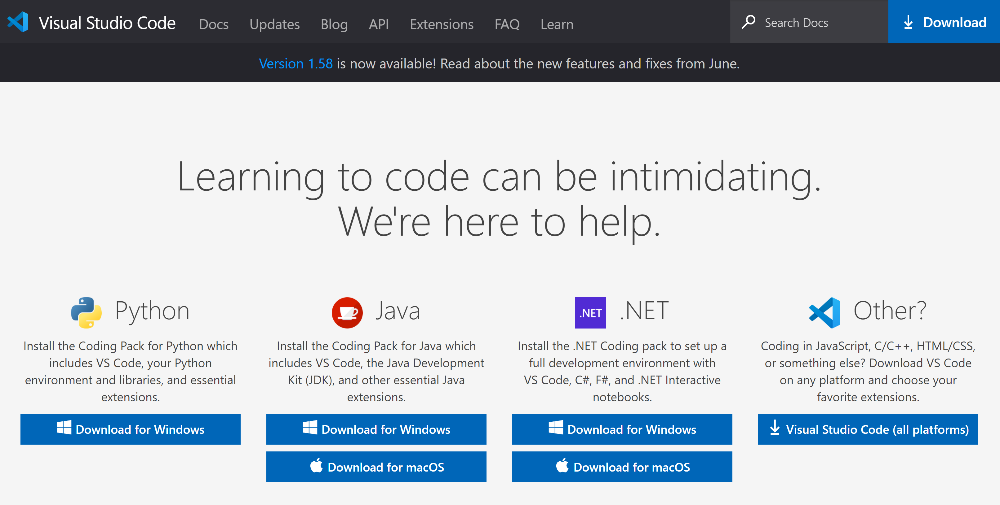 Visual Studio Code Docs Updates Blog API Extensions FAQ Learn Search Docs Download
Version 1.58 is now available! Read about the new features and fixes from June.
Learning to code can be intimidating.
We're here to help.
Python
Install the Coding Pack for Python which
includes VS Code, your Python
environment and libraries, and essential
extensions.
Download for Windows
Java
Install the Coding Pack for Java which
includes VS Code, the Java Development
Kit (JDK), and other essential Java
extensions.
Download for Windows
Download for macOS
.NET .NET
Install the .NET Coding pack to set up a
full development environment with
VS Code, C#, F#, and .NET Interactive
notebooks.
Download for Windows
Download for macOS
Other?
Coding in JavaScript, C/C++, HTML/CSS,
or something else? Download VS Code
on any platform and choose your
favorite extensions.
Visual Studio Code (all platforms)